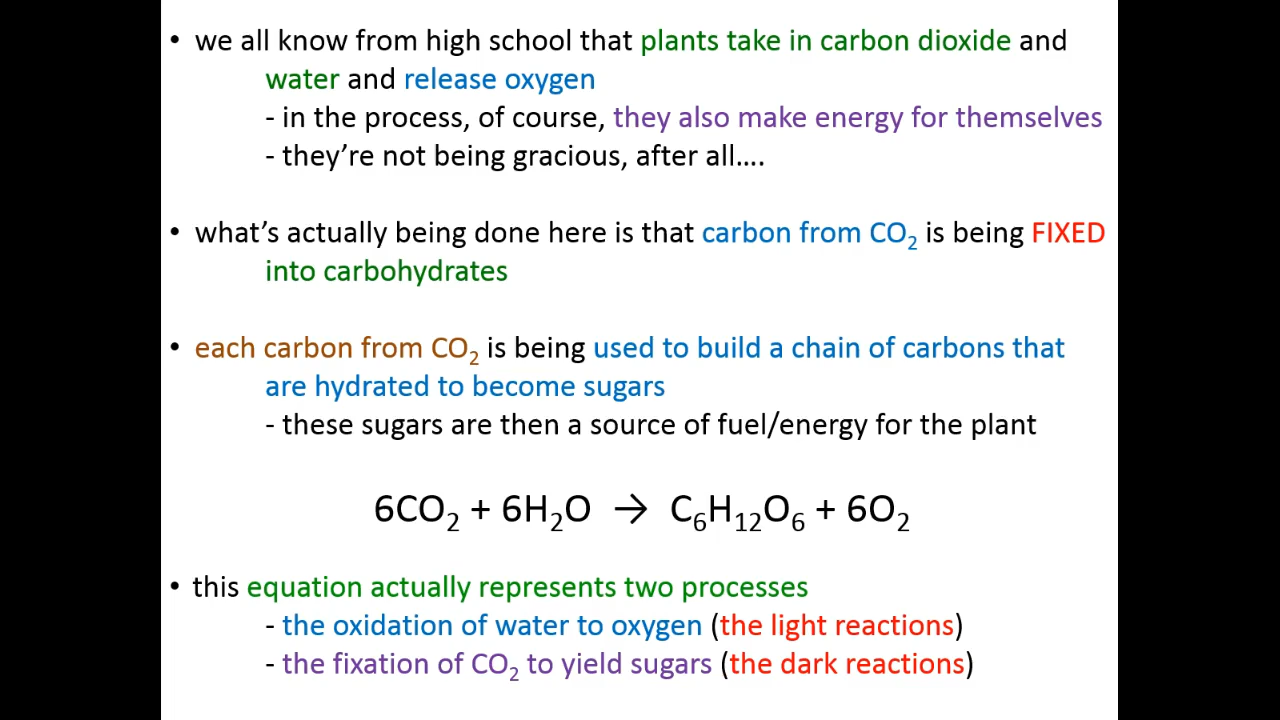 • we all know from high school that plants take in carbon dioxide and
water and release oxygen
- in the process, of course, they also make energy for themselves
- they’re not being gracious, after all….
• what’s actually being done here is that carbon from CO₂ is being FIXED
into carbohydrates
• each carbon from CO₂ is being used to build a chain of carbons that
are hydrated to become sugars
- these sugars are then a source of fuel/energy for the plant
6CO₂ + 6H₂O → C₆H₁₂O₆ + 6O₂
• this equation actually represents two processes
- the oxidation of water to oxygen (the light reactions)
- the fixation of CO₂ to yield sugars (the dark reactions)